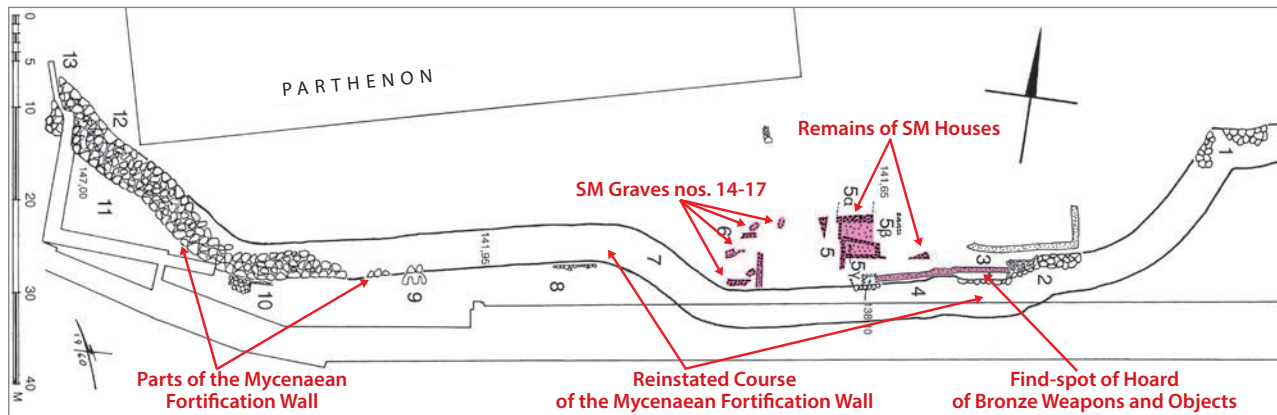 0
5
10
20
30
40
M
PARTHENON
13
12
147,00
11
10
9
8
141,95
7
6
5α
5
5β
5γ
141,65
3
4
2
1
19/60
SM Graves nos. 14-17
Remains of SM Houses
Parts of the Mycenaean
Fortification Wall
Reinstated Course
of the Mycenaean Fortification Wall
Find-spot of Hoard
of Bronze Weapons and Objects